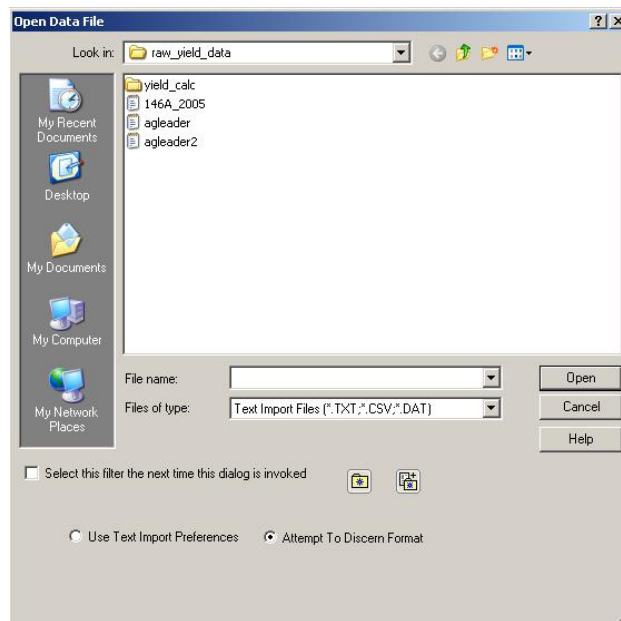 Open Data File
Look in: raw_yield_data
yield_calc
146A_2005
agleader
agleader2
My Recent
Documents
Desktop
My Documents
My Computer
My Network
Places
File name:
Open
Files of type: Text Import Files (*.TXT;*.CSV;*.DAT)
Cancel
Help
Select this filter the next time this dialog is invoked
Use Text Import Preferences
Attempt To Discern Format